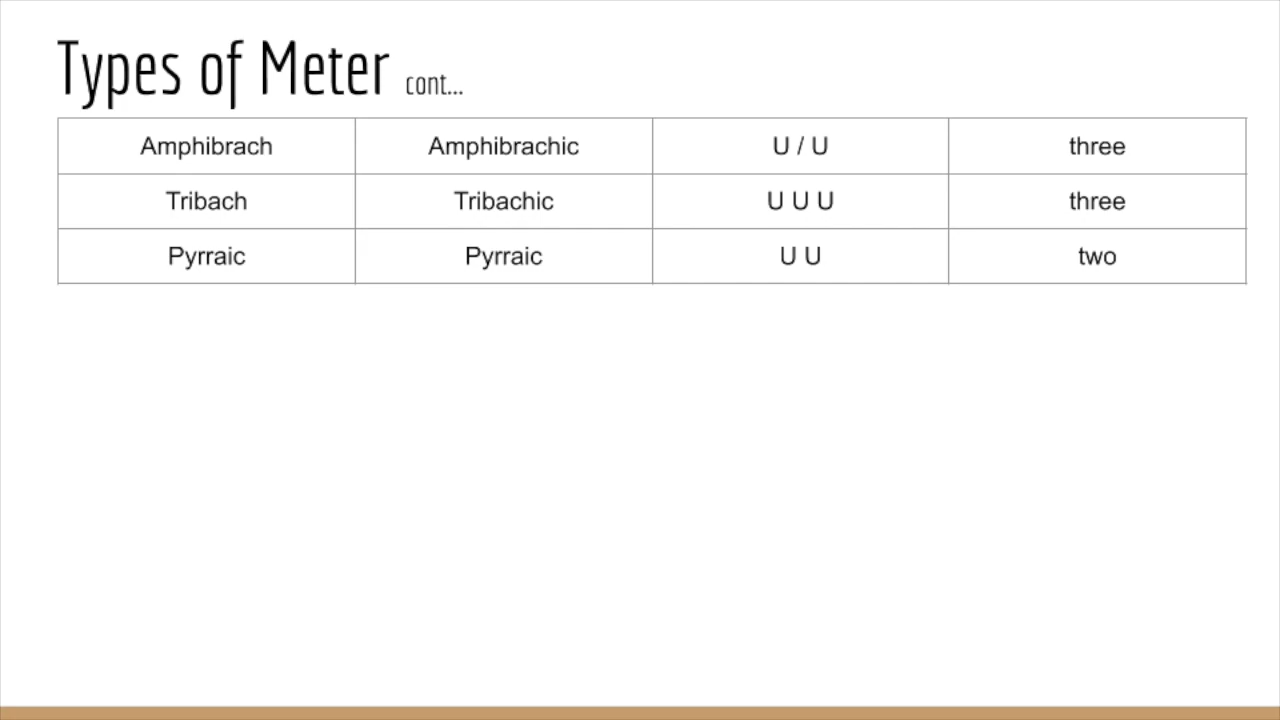 Types of Meter cont...
Amphibrach Amphibrachic U / U three
Tribach Tribachic U U U three
Pyrraic Pyrraic U U two